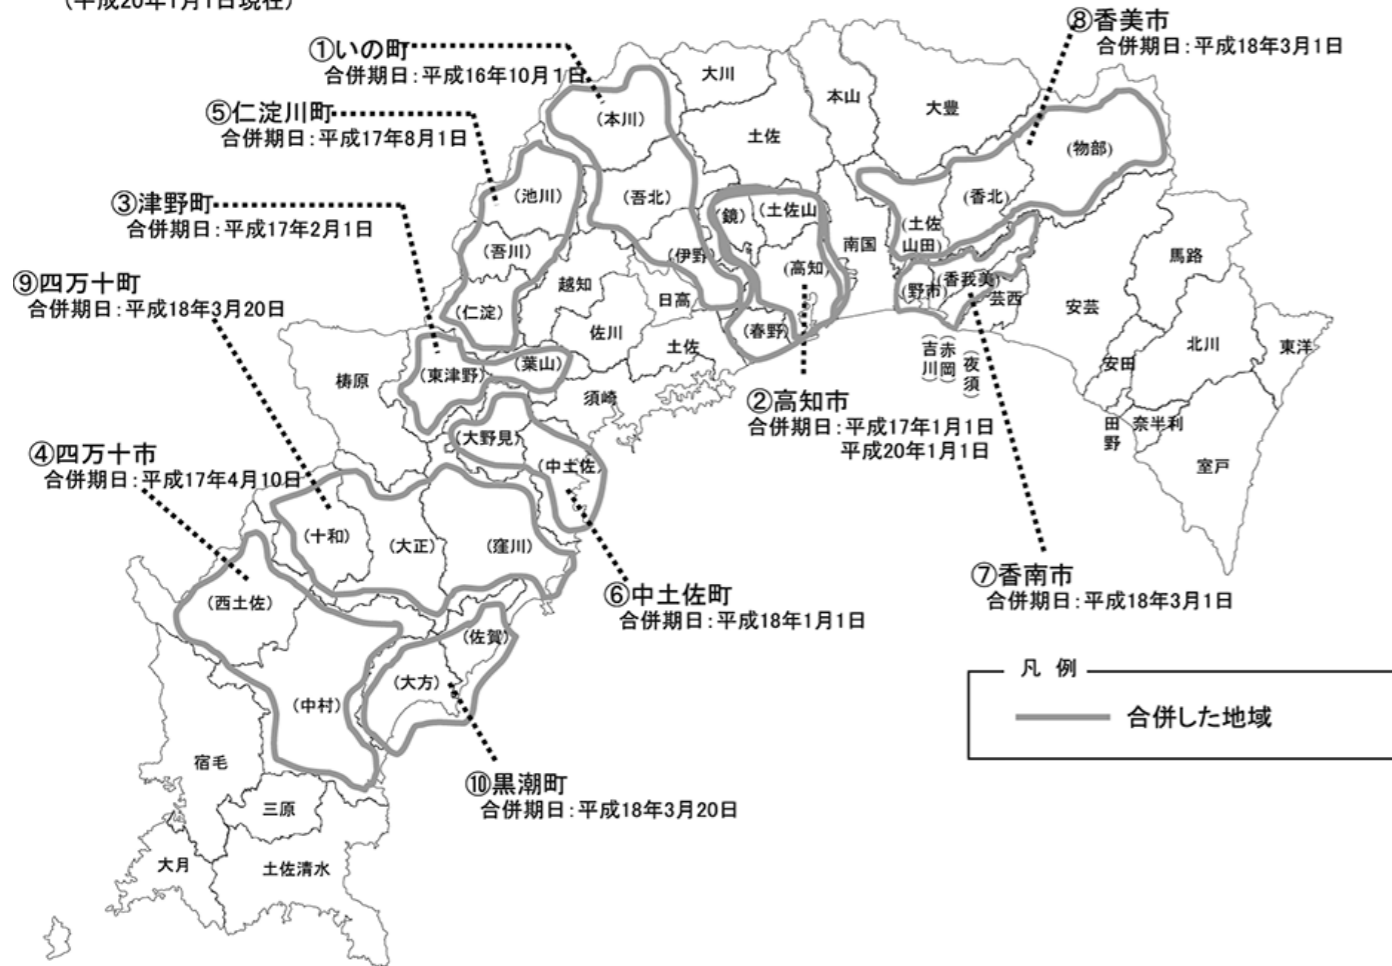 (平成20年1月1日現在)
⑧香美市
合併期日:平成18年3月1日
①いの町
合併期日:平成16年10月1日
⑤仁淀川町
合併期日:平成17年8月1日
③津野町
合併期日:平成17年2月1日
⑨四万十町
合併期日:平成18年3月20日
④四万十市
合併期日:平成17年4月10日
②高知市
合併期日:平成17年1月1日
平成20年1月1日
⑦香南市
合併期日:平成18年3月1日
⑥中土佐町
合併期日:平成18年1月1日
⑩黒潮町
合併期日:平成18年3月20日
大川
本山
大豊
土佐
(本川)
(物部)
(池川)
(吾北)
(香北)
(鏡)
(土佐山
(土佐
山田)
南国
(吾川)
(伊野)
(高知)
馬路
越知
日高
(野市)
(香我美)
芸西
安芸
(仁淀)
佐川
(春野)
土佐
(吉川)
(赤岡)
(夜須)
北川
東洋
安田
(葉山)
(東津野)
梼原
須崎
田野
奈半利
(大野見)
(中土佐)
室戸
(十和)
(大正)
(窪川)
(西土佐)
(佐賀)
(大方)
(中村)
宿毛
三原
大月
土佐清水
凡 例
合併した地域